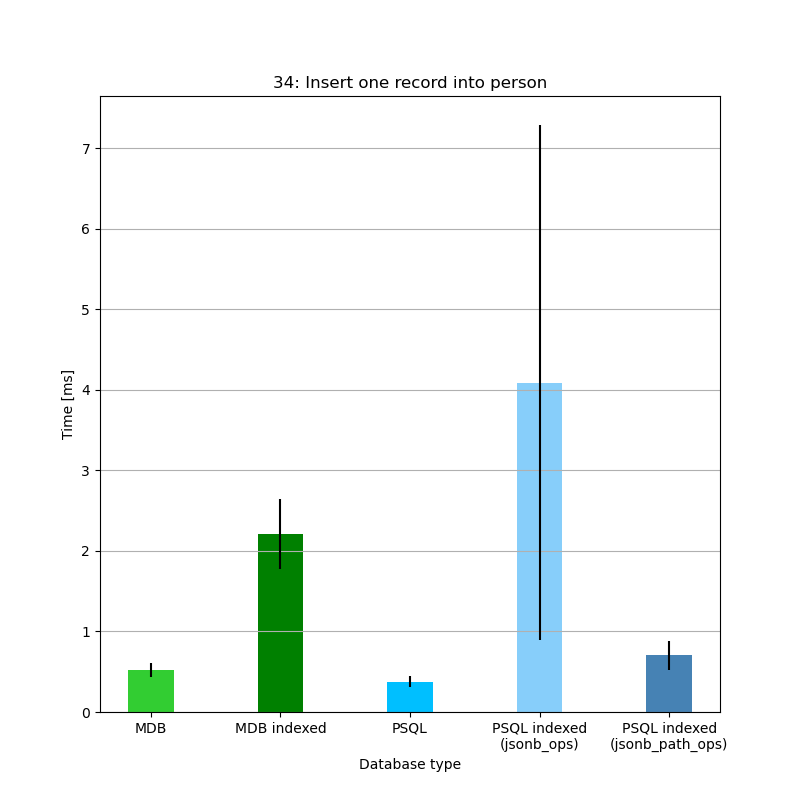 34: Insert one record into person
Time [ms]
7
6
5
4
3
2
1
0
MDB
MDB indexed
PSQL
PSQL indexed
(jsonb_ops)
PSQL indexed
(jsonb_path_ops)
Database type